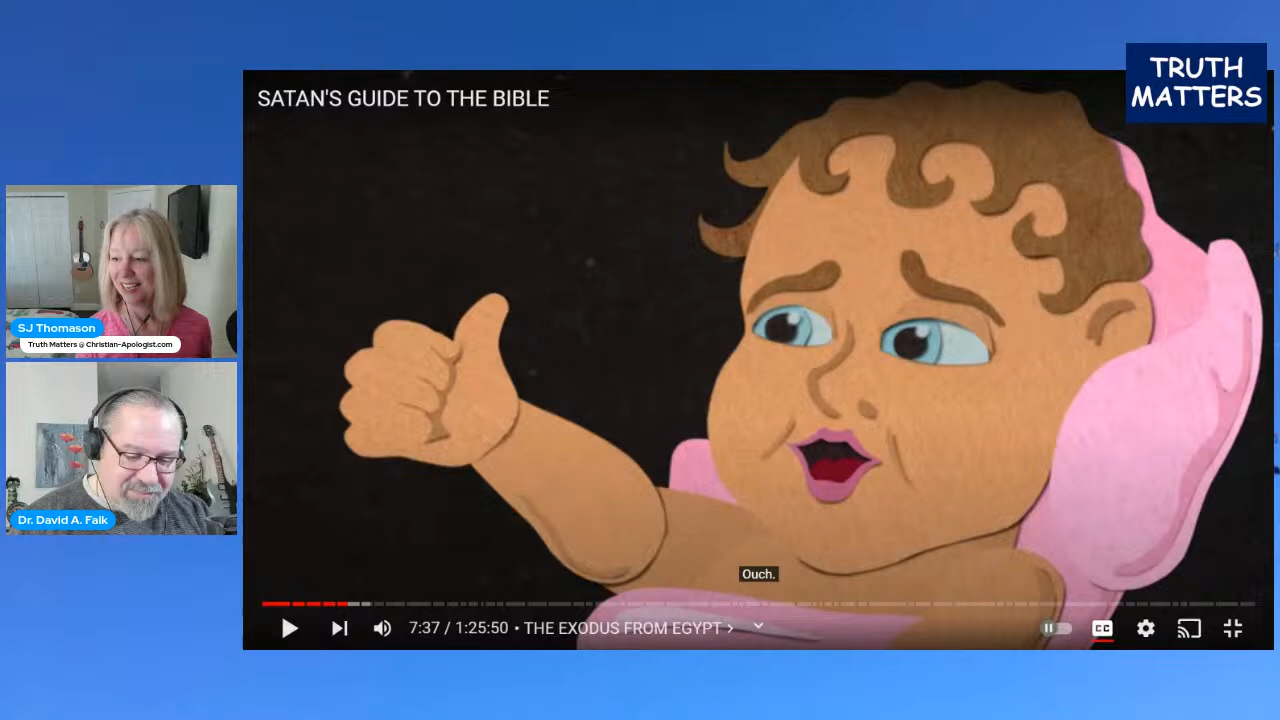 TRUTH
MATTERS
SATAN'S GUIDE TO THE BIBLE
SJ Thomason
Truth Matters @ Christian-Apologist.com
Dr. David A. Falk
Ouch.
7:37 / 1:25:50 • THE EXODUS FROM EGYPT >
CC